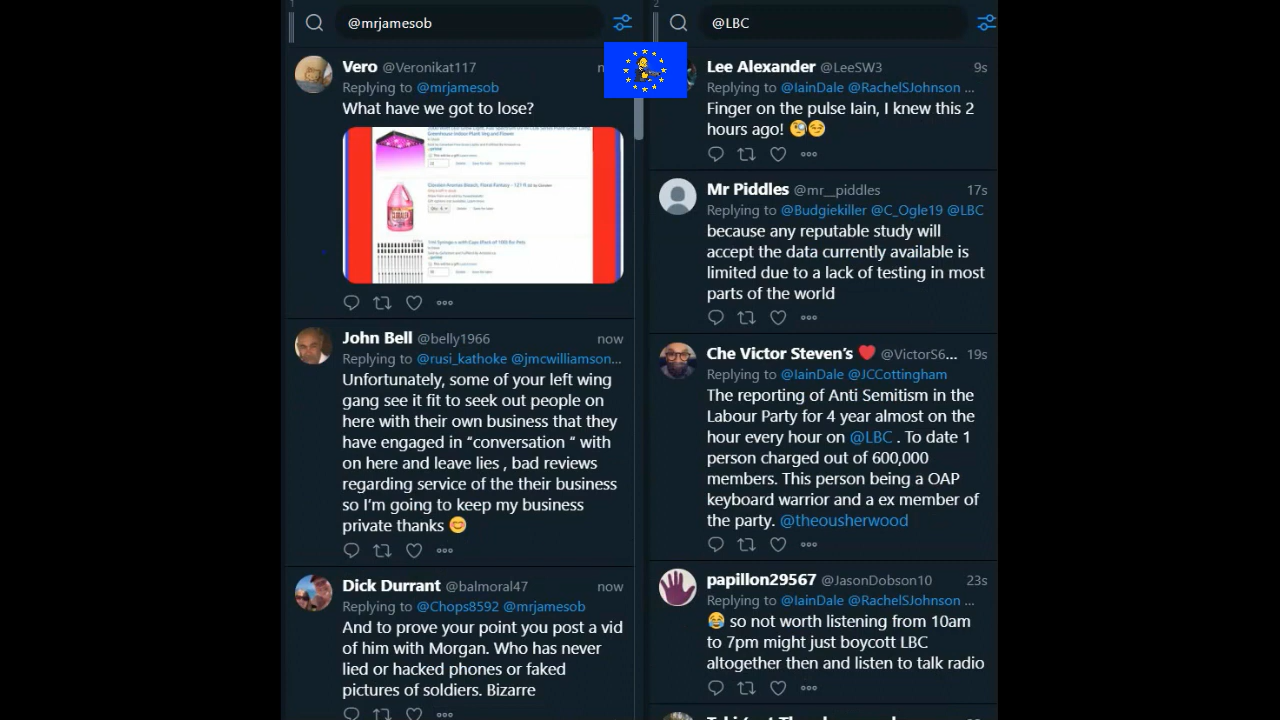 1
@mrjamesob
Vero @Veronikat117
Replying to @mrjamesob
What have we got to lose?
John Bell @belly1966 now
Replying to @rusi_kathoke @jmcwilliamson...
Unfortunately, some of your left wing
gang see it fit to seek out people on
here with their own business that they
have engaged in “conversation “ with
on here and leave lies , bad reviews
regarding service of the their business
so I’m going to keep my business
private thanks 😊
Dick Durrant @balmoral47 now
Replying to @Chops8592 @mrjamesob
And to prove your point you post a vid
of him with Morgan. Who has never
lied or hacked phones or faked
pictures of soldiers. Bizarre
2
@LBC
Lee Alexander @LeeSW3 9s
Replying to @IainDale @RachelSJohnson ...
Finger on the pulse Iain, I knew this 2
hours ago! 🧐😏
Mr Piddles @mr__piddles 17s
Replying to @Budgiekiller @C_Ogle19 @LBC
because any reputable study will
accept the data currently available is
limited due to a lack of testing in most
parts of the world
Che Victor Steven’s ❤️ @VictorS6... 19s
Replying to @IainDale @JCCottingham
The reporting of Anti Semitism in the
Labour Party for 4 year almost on the
hour every hour on @LBC . To date 1
person charged out of 600,000
members. This person being a OAP
keyboard warrior and a ex member of
the party. @theousherwood
papillon29567 @JasonDobson10 23s
Replying to @IainDale @RachelSJohnson ...
😂 so not worth listening from 10am
to 7pm might just boycott LBC
altogether then and listen to talk radio